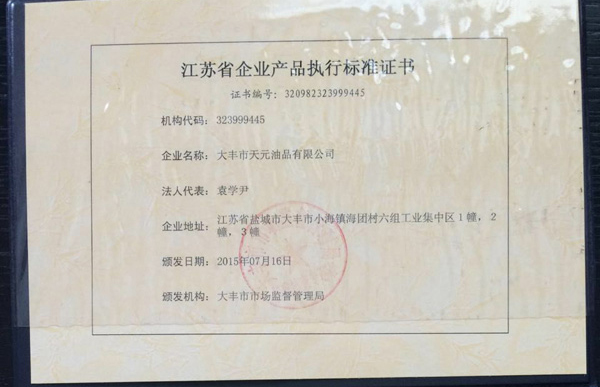 江苏省企业产品执行标准证书
证书编号：320982323999445
机构代码：323999445
企业名称：大丰市天元油品有限公司
法人代表：袁学尹
企业地址：江苏省盐城市大丰市小海镇海团村六组工业集中区1幢，2
幢，3幢
颁发日期：2015年07月16日
颁发机构：大丰市市场监督管理局